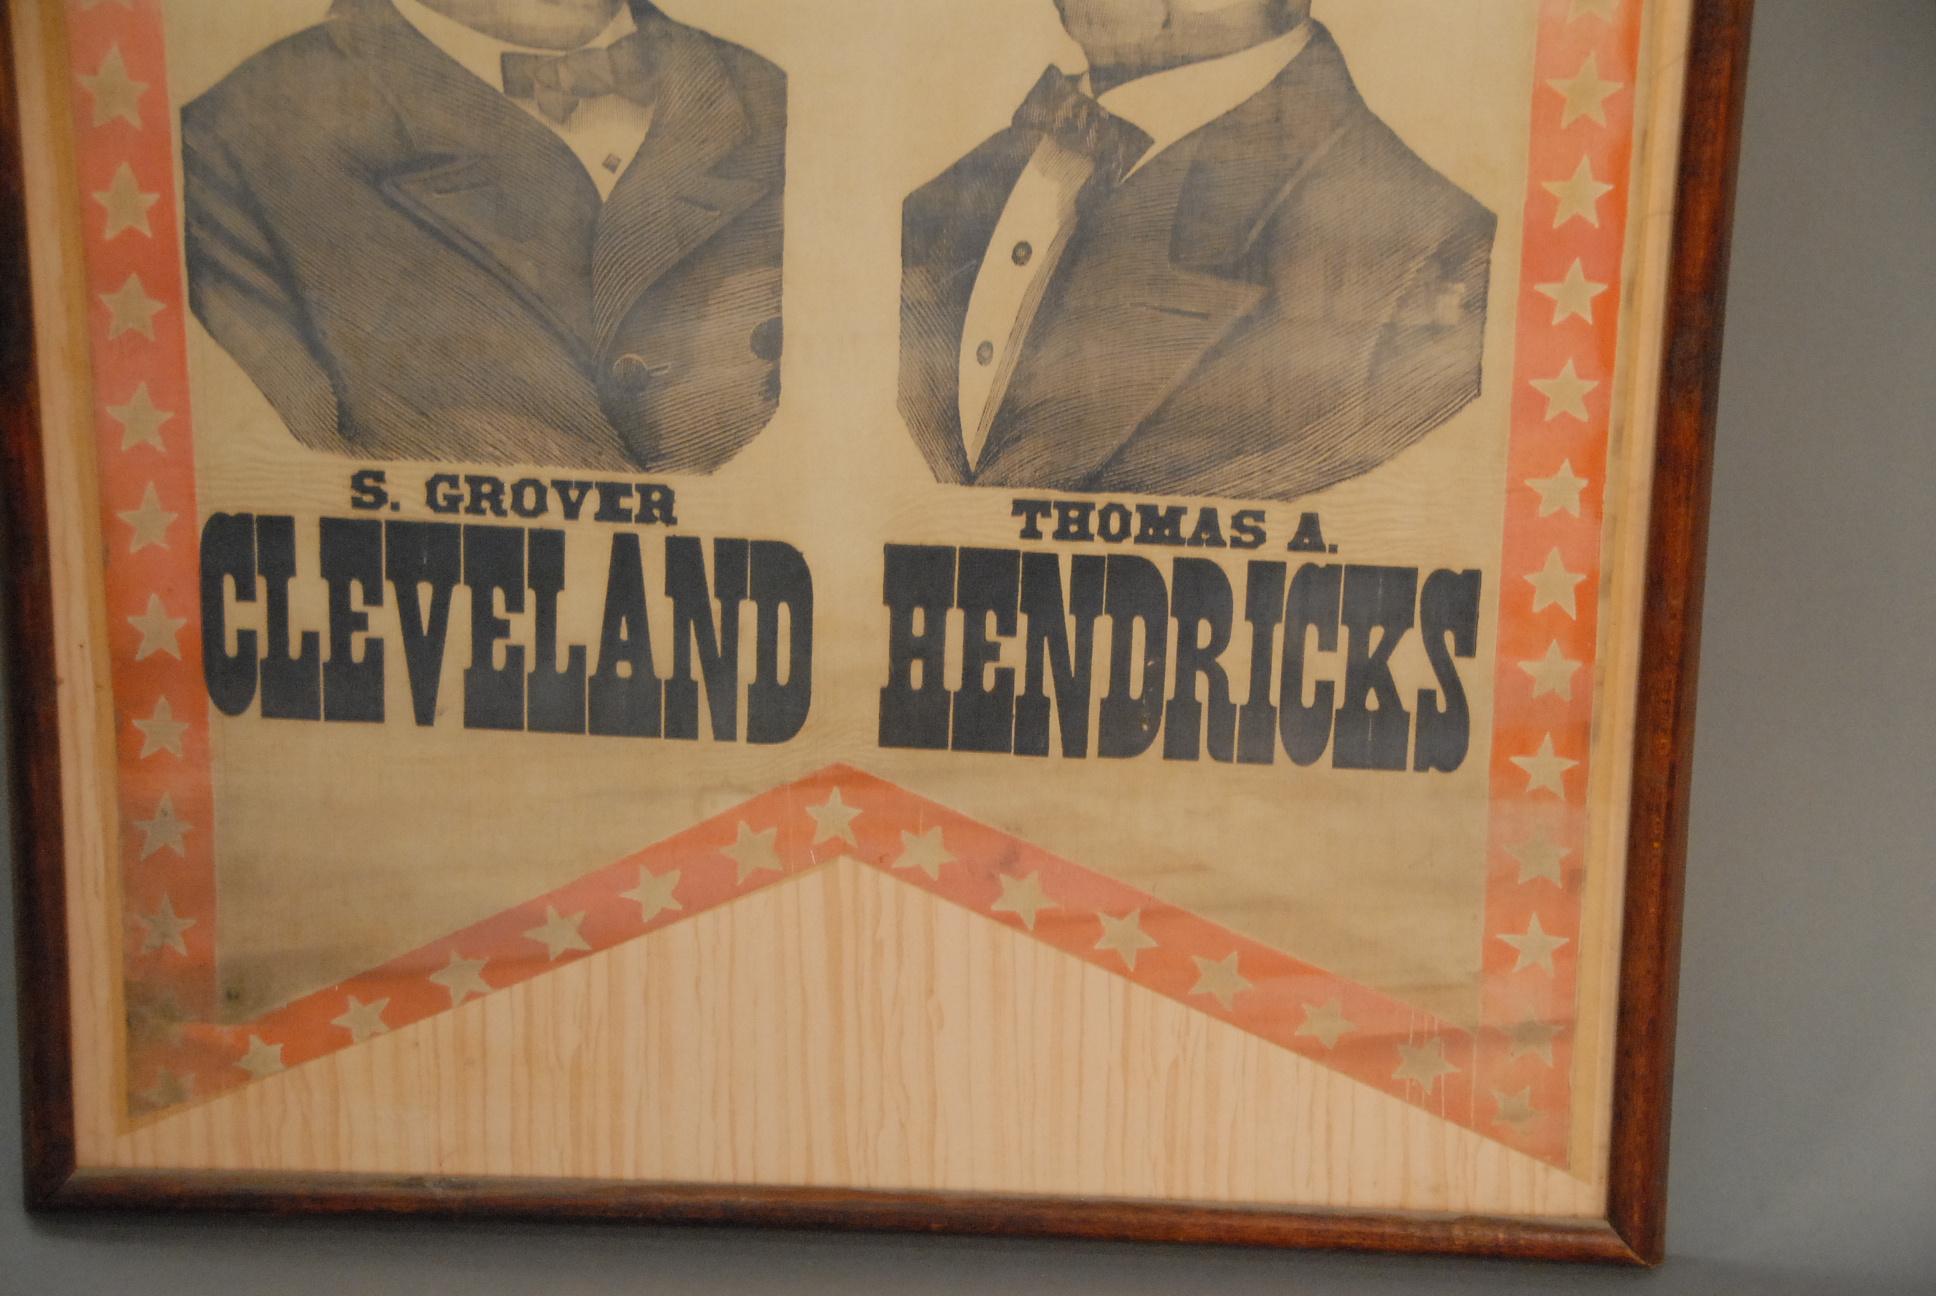 S. GROVER
CLEVELAND
THOMAS A.
HENDRICKS